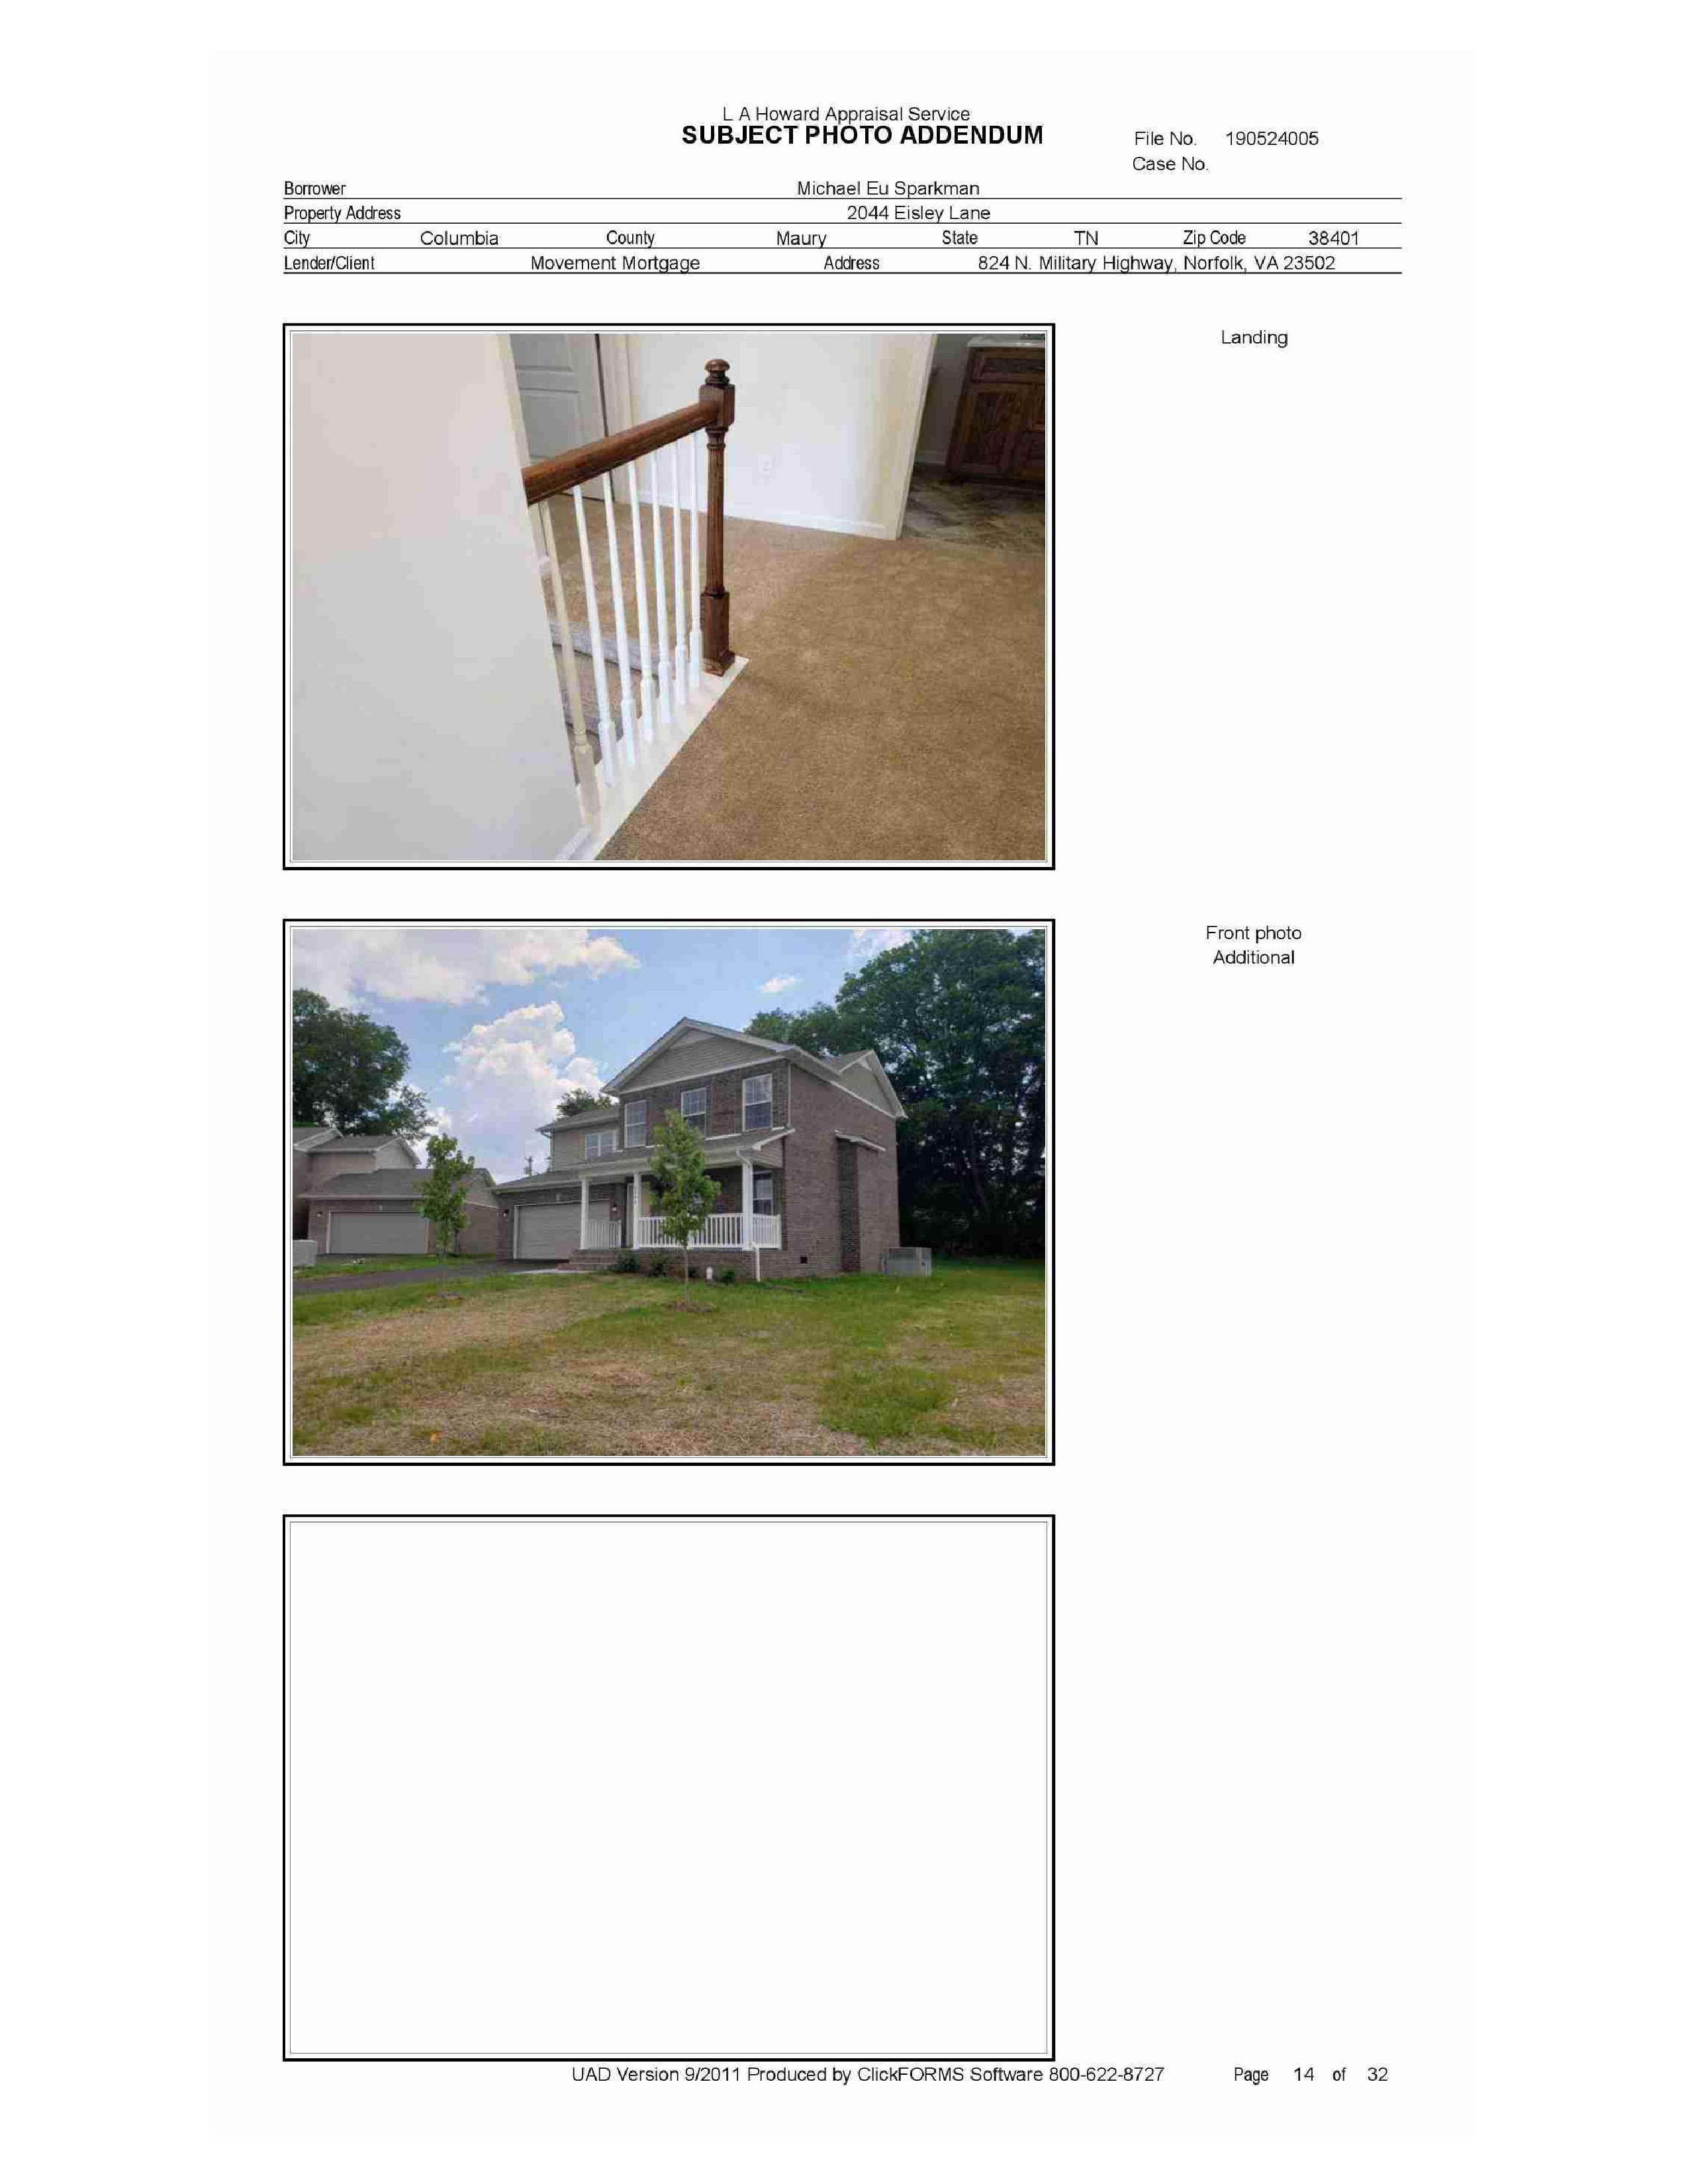 L A Howard Appraisal Service
SUBJECT PHOTO ADDENDUM
File No. 190524005
Case No.
Borrower Michael Eu Sparkman
Property Address 2044 Eisley Lane
City Columbia County Maury State TN Zip Code 38401
Lender/Client Movement Mortgage Address 824 N. Military Highway, Norfolk, VA 23502
Landing
Front photo
Additional
UAD Version 9/2011 Produced by ClickFORMS Software 800-622-8727 Page 14 of 32